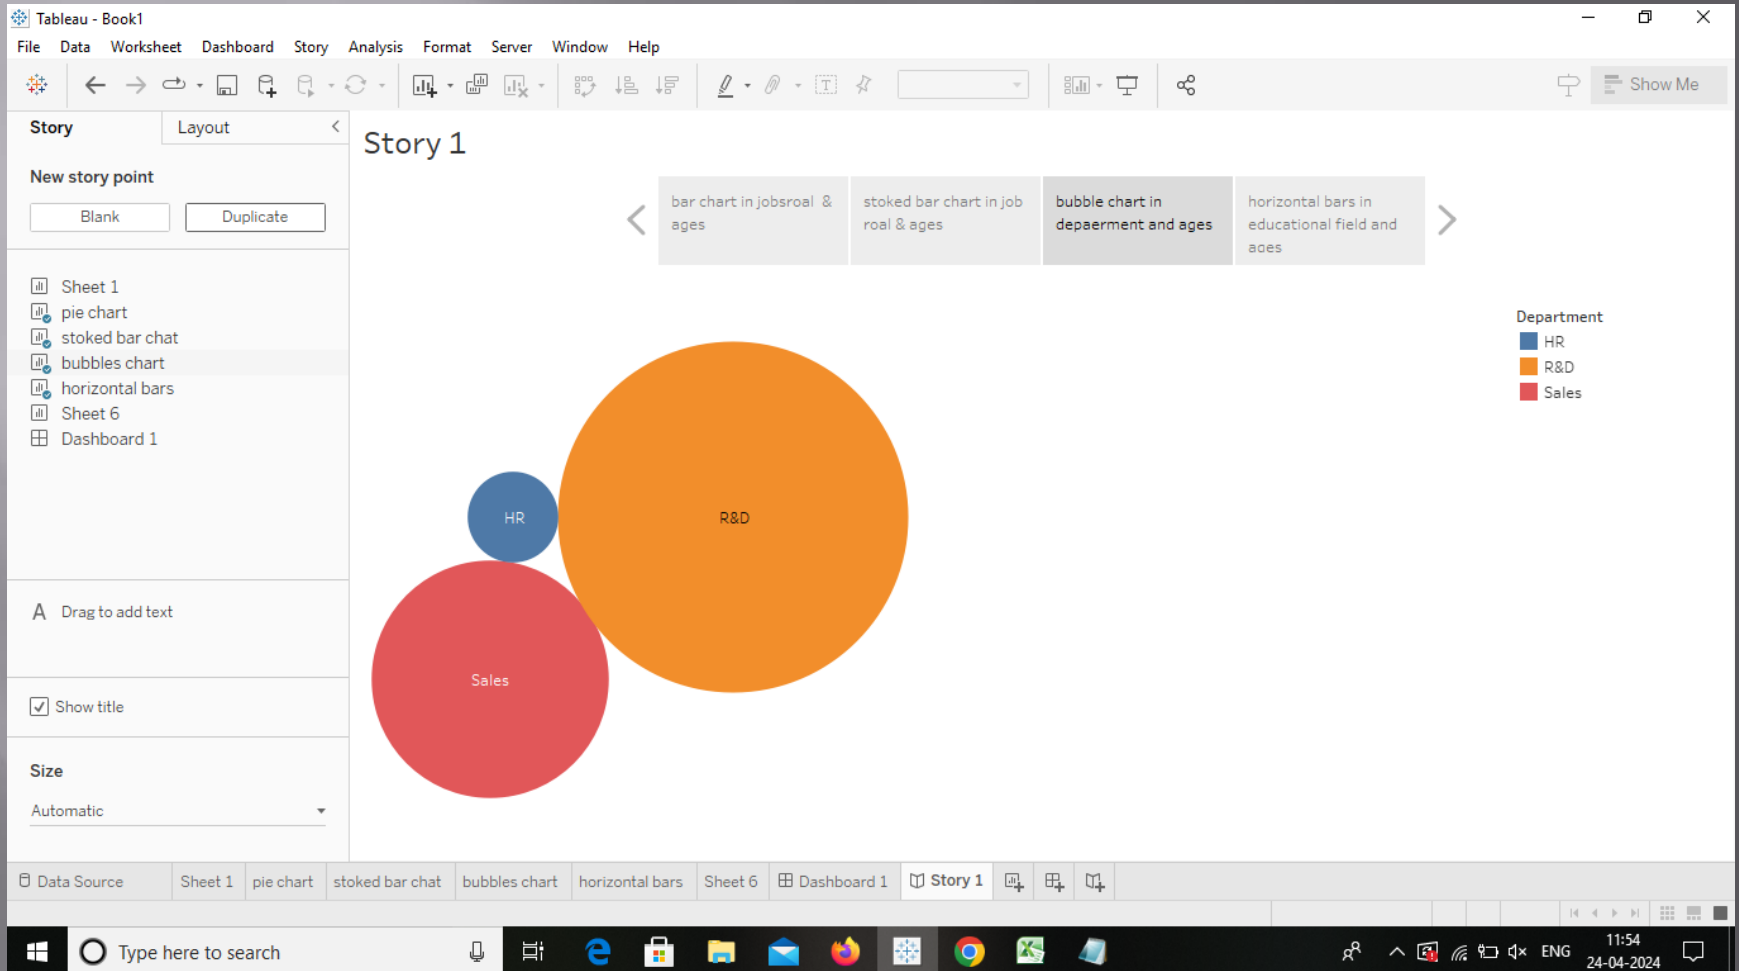 Tableau - Book1
File Data Worksheet Dashboard Story Analysis Format Server Window Help
Show Me
Story Layout
New story point
Blank Duplicate
Sheet 1
pie chart
stoked bar chat
bubbles chart
horizontal bars
Sheet 6
Dashboard 1
A Drag to add text
Show title
Size
Automatic
Story 1
bar chart in jobsroal &
ages
stoked bar chart in job
roal & ages
bubble chart in
depaerment and ages
horizontal bars in
educational field and
ages
Department
HR
R&D
Sales
HR
R&D
Sales
Data Source Sheet 1 pie chart stoked bar chat bubbles chart horizontal bars Sheet 6 Dashboard 1 Story 1
Type here to search
ENG
11:54
24-04-2024